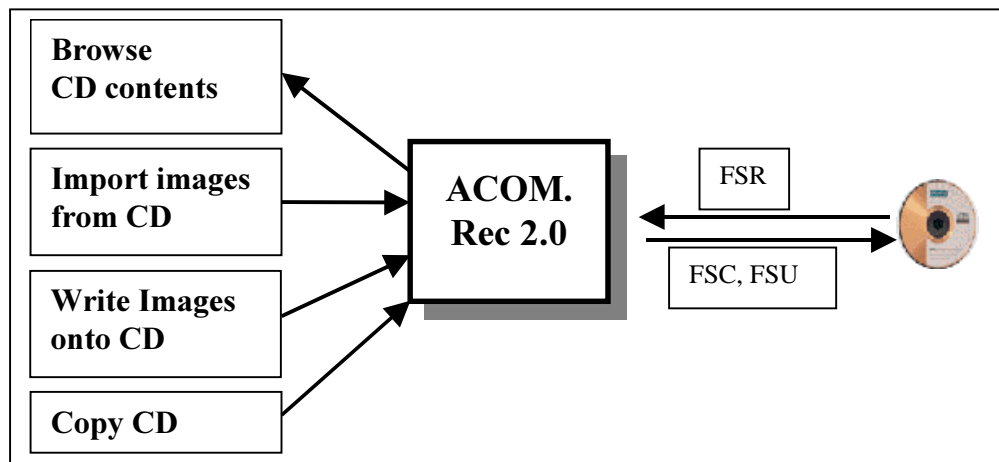 Browse
CD contents
Import images
from CD
Write Images
onto CD
Copy CD
ACOM.
Rec 2.0
FSR
FSC, FSU